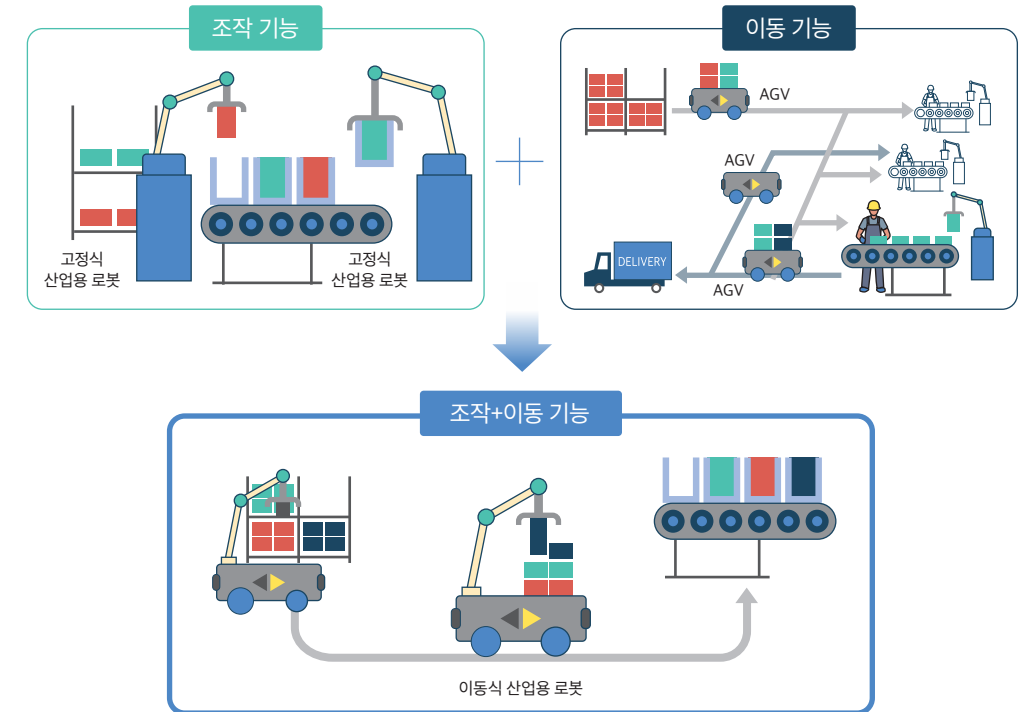 조작 기능
고정식
산업용 로봇
고정식
산업용 로봇
이동 기능
AGV
AGV
DELIVERY
AGV
조작+이동 기능
이동식 산업용 로봇